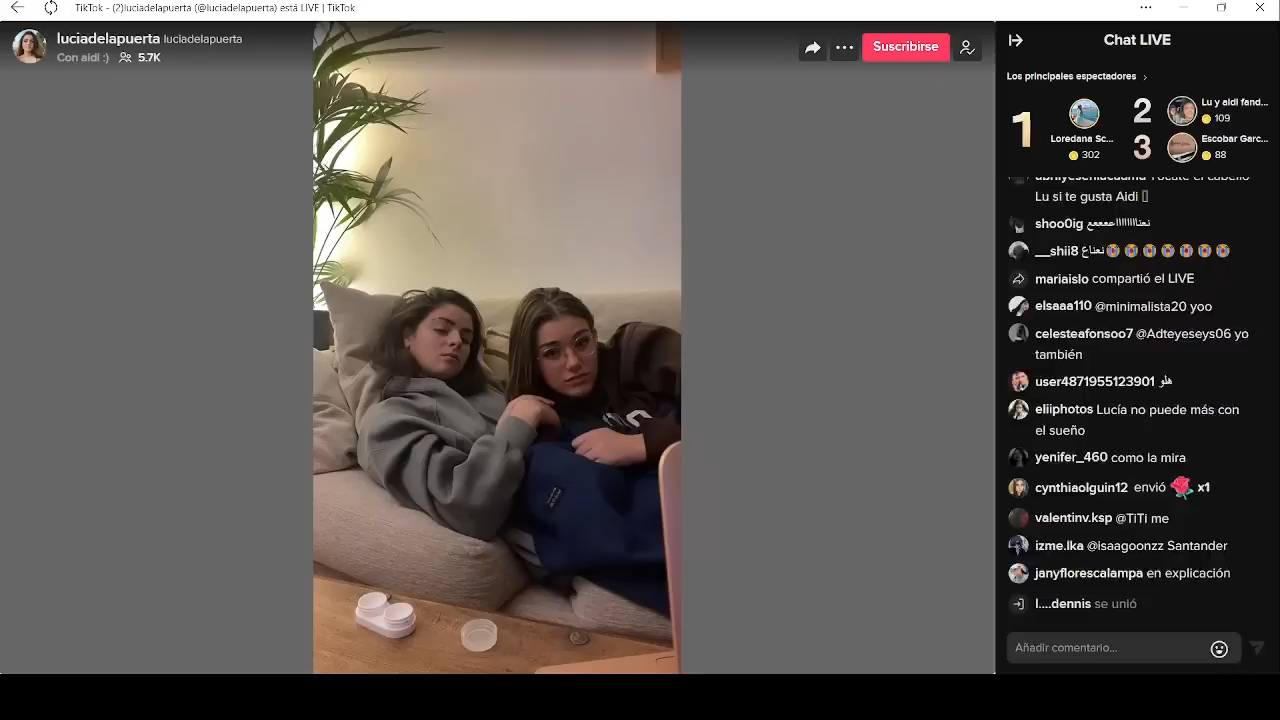 TikTok - (2)luciadelapuerta (@luciadelapuerta) está LIVE | TikTok
luciadelapuerta luciadelapuerta
Con aidi :) 5.7K
Suscribirse
Chat LIVE
Los principales espectadores
1 Loredana Sc... 302
2 Lu y aidi fand... 109
3 Escobar Garc... 88
Lu si te gusta Aidi
shoo0ig نعنااااااااععععع
__shii8 نعناع
mariaislo compartió el LIVE
elsaaa110 @minimalista20 yoo
celesteafonsoo7 @Adteyeseys06 yo
también
user4871955123901 هلو
eliiphotos Lucía no puede más con
el sueño
yenifer_460 como la mira
cynthiaolguin12 envió x1
valentinv.ksp @TiTi me
izme.lka @isaagoonzz Santander
janyflorescalampa en explicación
l....dennis se unió
Añadir comentario...